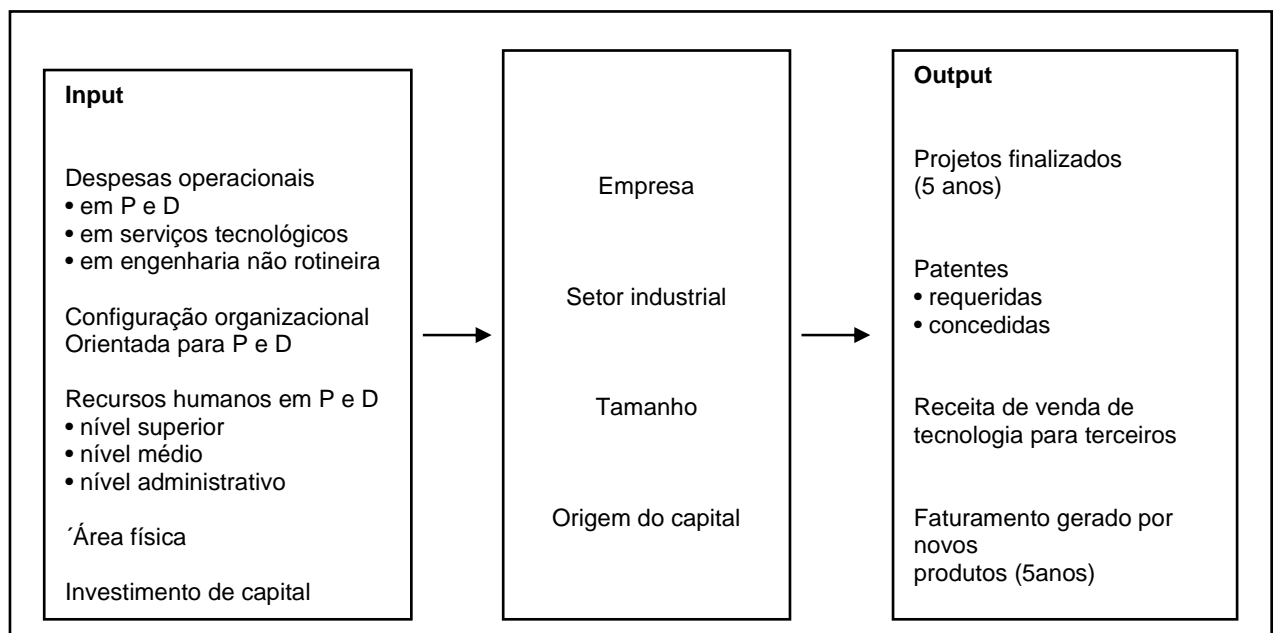 Input
Despesas operacionais
• em P e D
• em serviços tecnológicos
• em engenharia não rotineira
Configuração organizacional
Orientada para P e D
Recursos humanos em P e D
• nível superior
• nível médio
• nível administrativo
´Área física
Investimento de capital
Empresa
Setor industrial
Tamanho
Origem do capital
Output
Projetos finalizados
(5 anos)
Patentes
• requeridas
• concedidas
Receita de venda de
tecnologia para terceiros
Faturamento gerado por
novos
produtos (5anos)